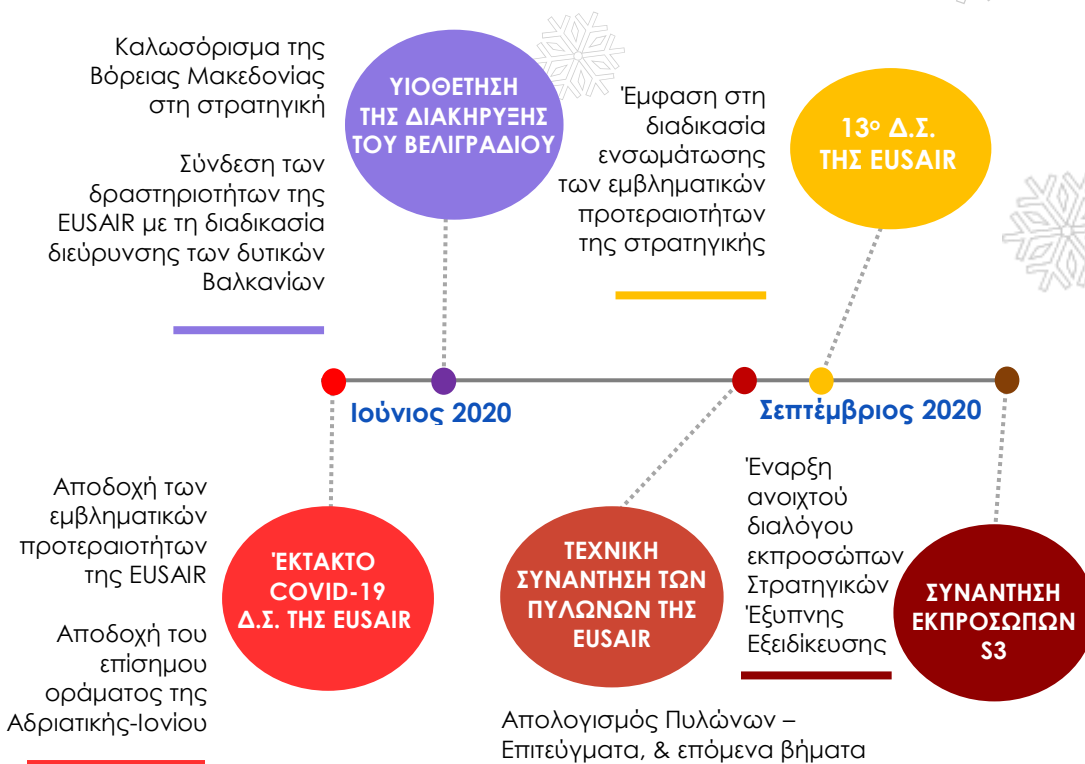 Καλωσόρισμα της
Βόρειας Μακεδονίας
στη στρατηγική
Σύνδεση των
δραστηριοτήτων της
EUSAIR με τη διαδικασία
διεύρυνσης των δυτικών
Βαλκανίων
ΥΙΟΘΕΤΗΣΗ
ΤΗΣ ΔΙΑΚΗΡΥΞΗΣ
ΤΟΥ ΒΕΛΙΓΡΑΔΙΟΥ
Έμφαση στη
διαδικασία
ενσωμάτωσης
των εμβληματικών
προτεραιοτήτων
της στρατηγικής
13ο Δ.Σ.
ΤΗΣ EUSAIR
Ιούνιος 2020
Σεπτέμβριος 2020
Αποδοχή των
εμβληματικών
προτεραιοτήτων
της EUSAIR
Αποδοχή του
επίσημου
οράματος της
Αδριατικής-Ιονίου
ΈΚΤΑΚΤΟ
COVID-19
Δ.Σ. ΤΗΣ EUSAIR
ΤΕΧΝΙΚΗ
ΣΥΝΑΝΤΗΣΗ ΤΩΝ
ΠΥΛΩΝΩΝ ΤΗΣ
EUSAIR
Απολογισμός Πυλώνων –
Επιτεύγματα, & επόμενα βήματα
Έναρξη
ανοιχτού
διαλόγου
εκπροσώπων
Στρατηγικών
Έξυπνης
Εξειδίκευσης
ΣΥΝΑΝΤΗΣΗ
ΕΚΠΡΟΣΩΠΩΝ
S3